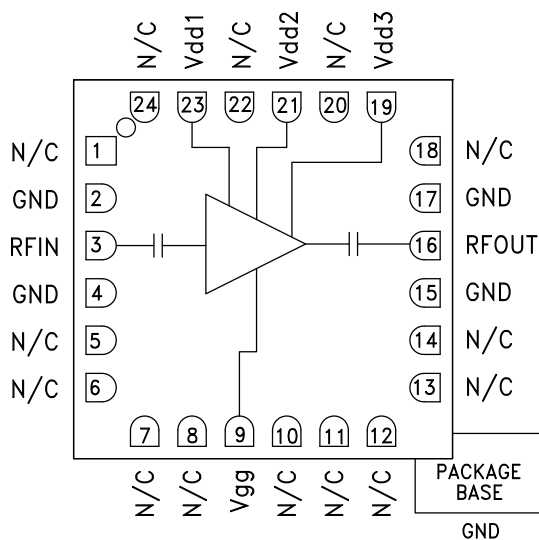 N/C Vdd1 N/C Vdd2 N/C Vdd3
24 23 22 21 20 19
N/C 1 18 N/C
GND 2 17 GND
RFIN 3 16 RFOUT
GND 4 15 GND
N/C 5 14 N/C
N/C 6 13 N/C
7 8 9 10 11 12
N/C N/C Vgg N/C N/C N/C
PACKAGE
BASE
GND